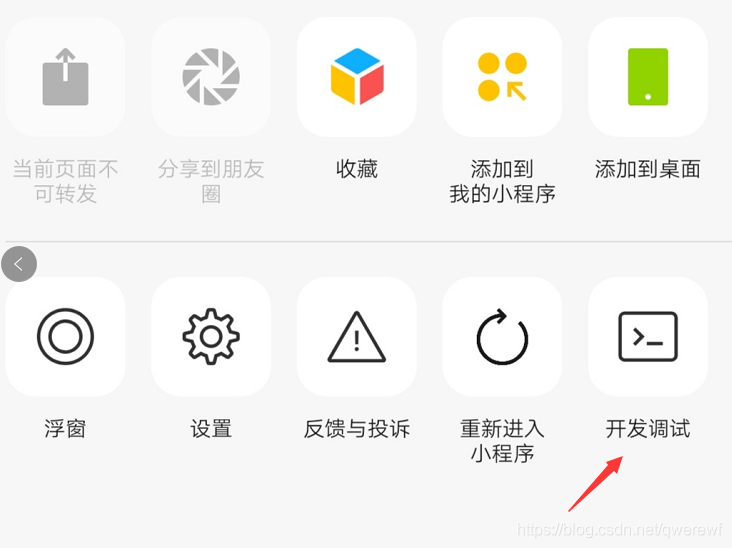 当前页面不
可转发
分享到朋友
圈
收藏
添加到
我的小程序
添加到桌面
浮窗
设置
反馈与投诉
重新进入
小程序
开发调试
https://blog.csdn.net/qwerewf